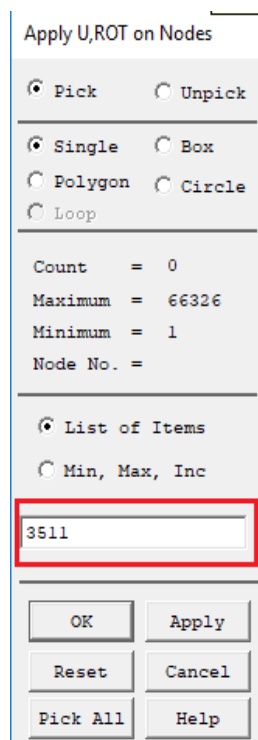 Apply U,ROT on Nodes
Pick Unpick
Single Box
Polygon Circle
Loop
Count = 0
Maximum = 66326
Minimum = 1
Node No. =
List of Items
Min, Max, Inc
3511
OK Apply
Reset Cancel
Pick All Help